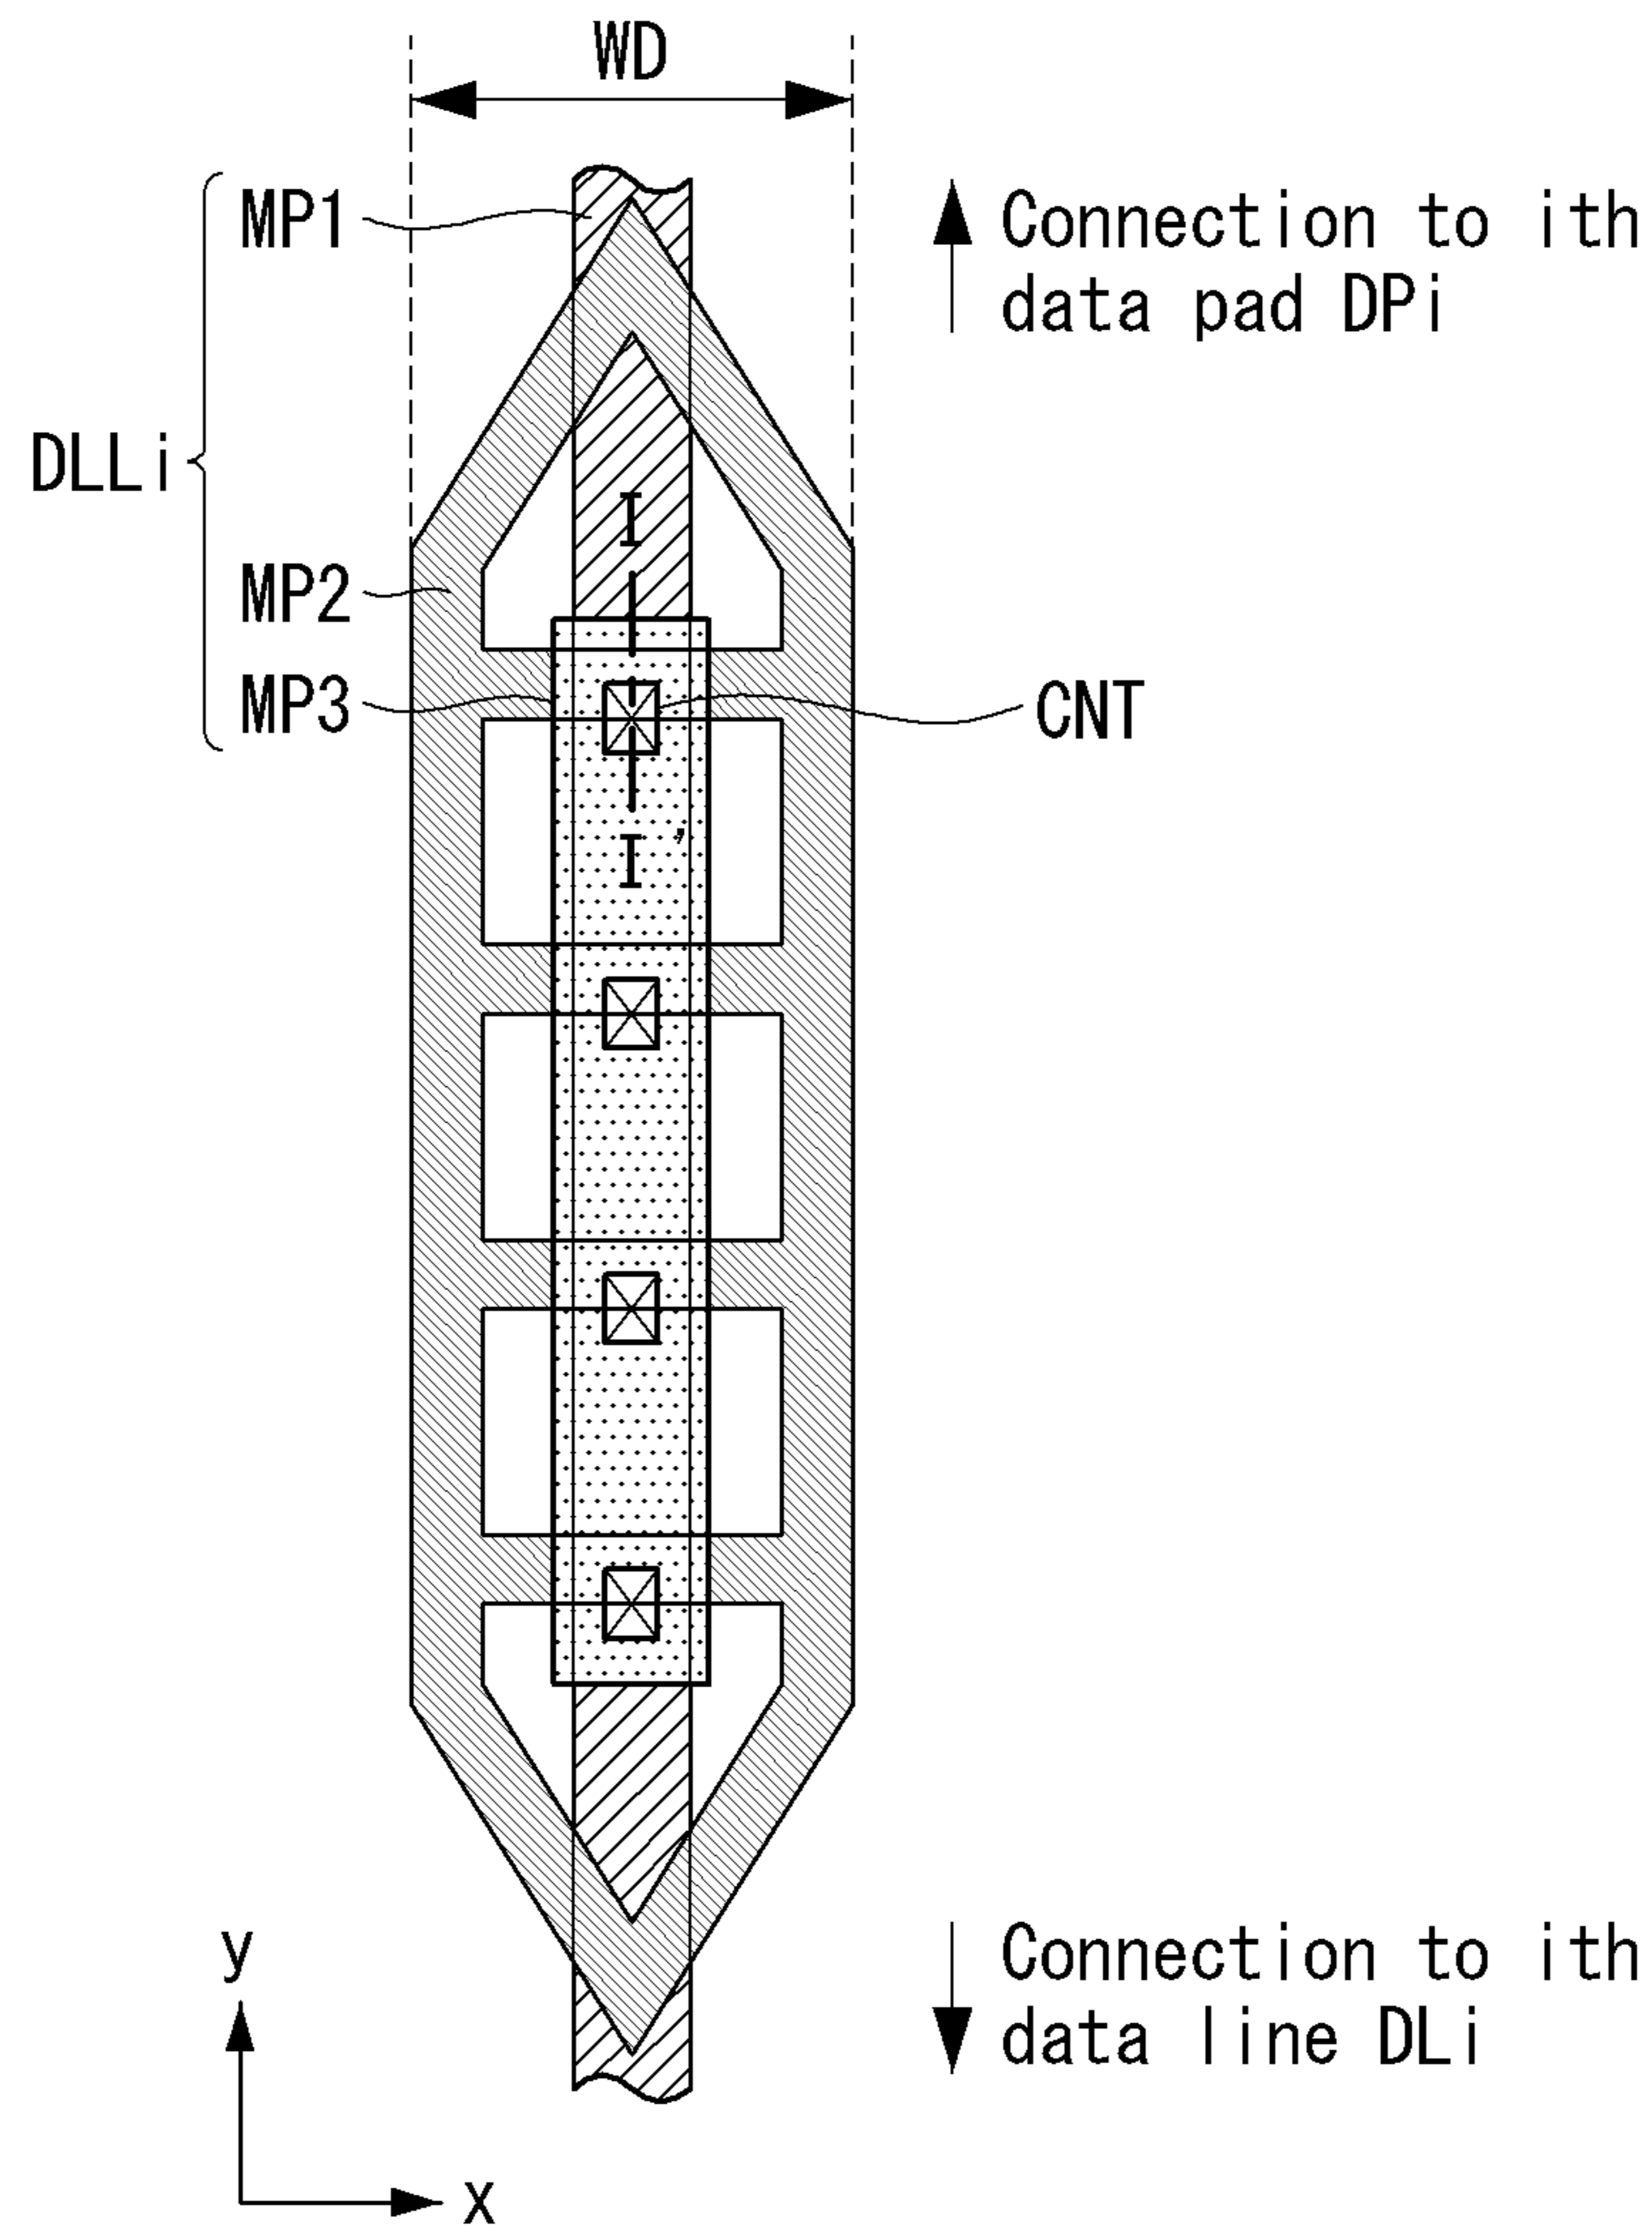 WD
MP1
Connection to ith
data pad DPi
DLLi
I
MP2
MP3
CNT
I'
y
Connection to ith
data line DLi
x